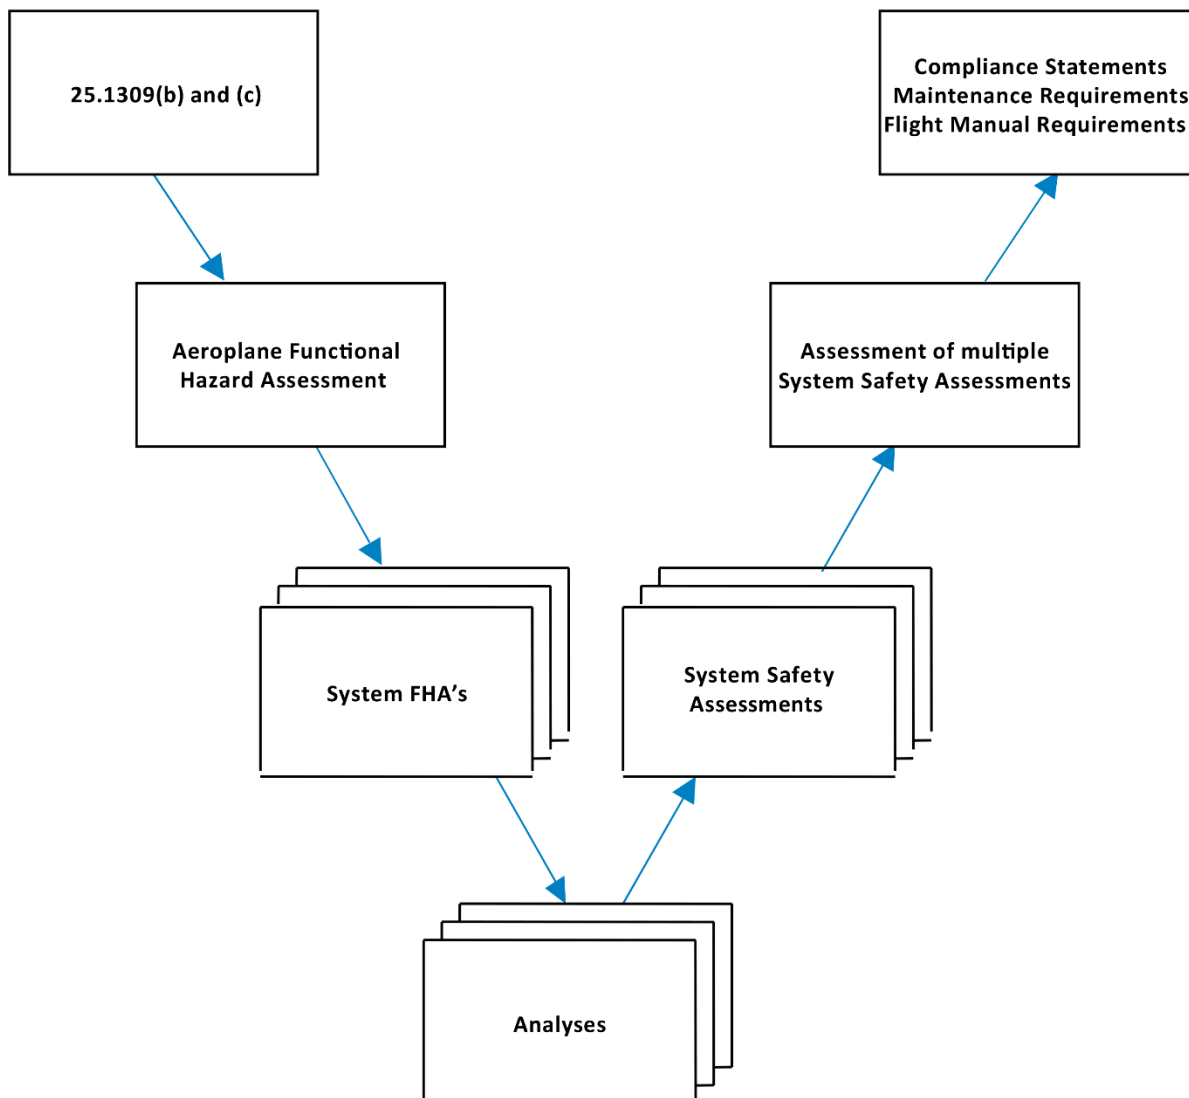 25.1309(b) and (c)
Compliance Statements
Maintenance Requirements
Flight Manual Requirements
Aeroplane Functional
Hazard Assessment
Assessment of multiple
System Safety Assessments
System FHA’s
System Safety
Assessments
Analyses